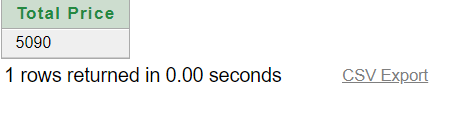 Total Price
5090
1 rows returned in 0.00 seconds CSV Export